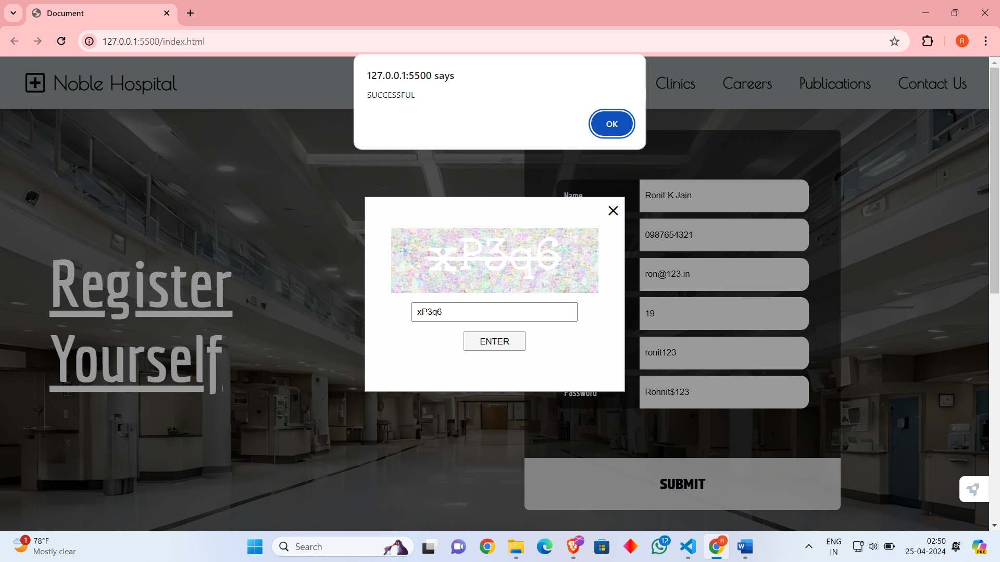 Document
127.0.0.1:5500/index.html
R
Noble Hospital
Clinics
Careers
Publications
Contact Us
127.0.0.1:5500 says
SUCCESSFUL
OK
Register
Yourself
xP3q6
xP3q6
ENTER
Name
Ronit K Jain
0987654321
ron@123.in
19
ronit123
Password
Ronnit$123
SUBMIT
1
78°F
Mostly clear
Search
12
R
ENG
IN
02:50
25-04-2024
PRE